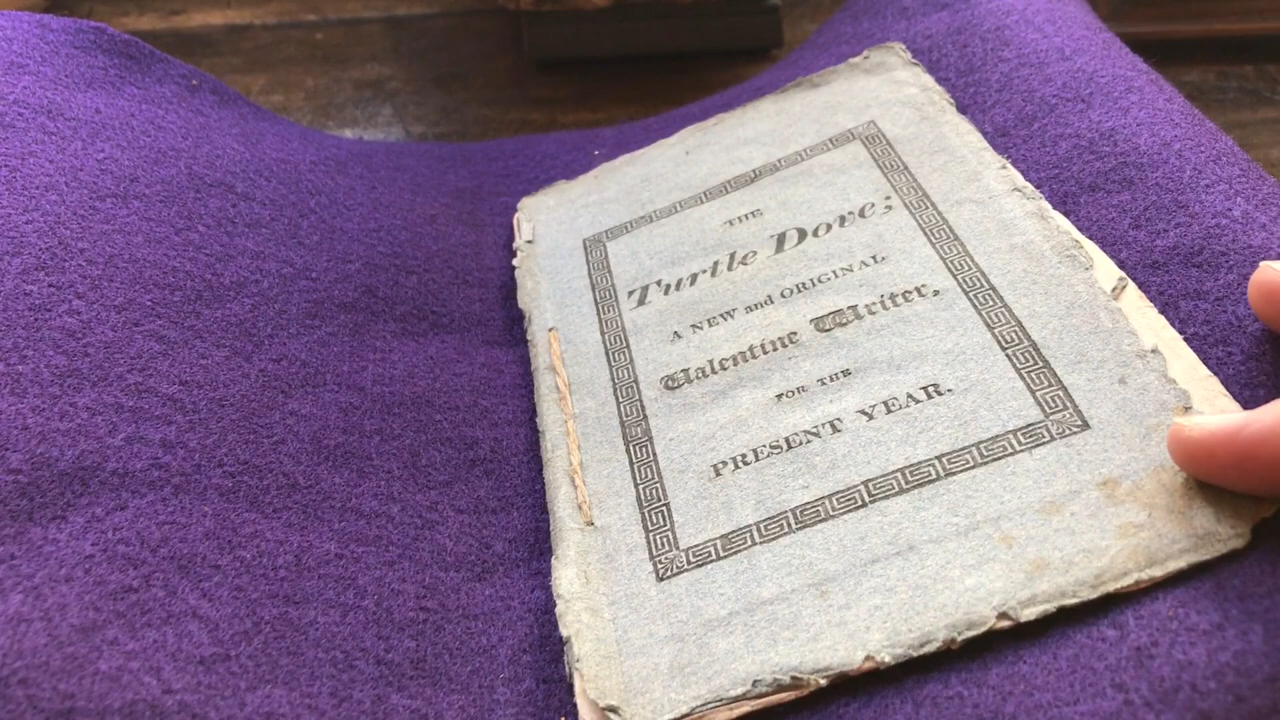 THE
Turtle Dove;
A NEW and ORIGINAL
Valentine Writer,
FOR THE
PRESENT YEAR.